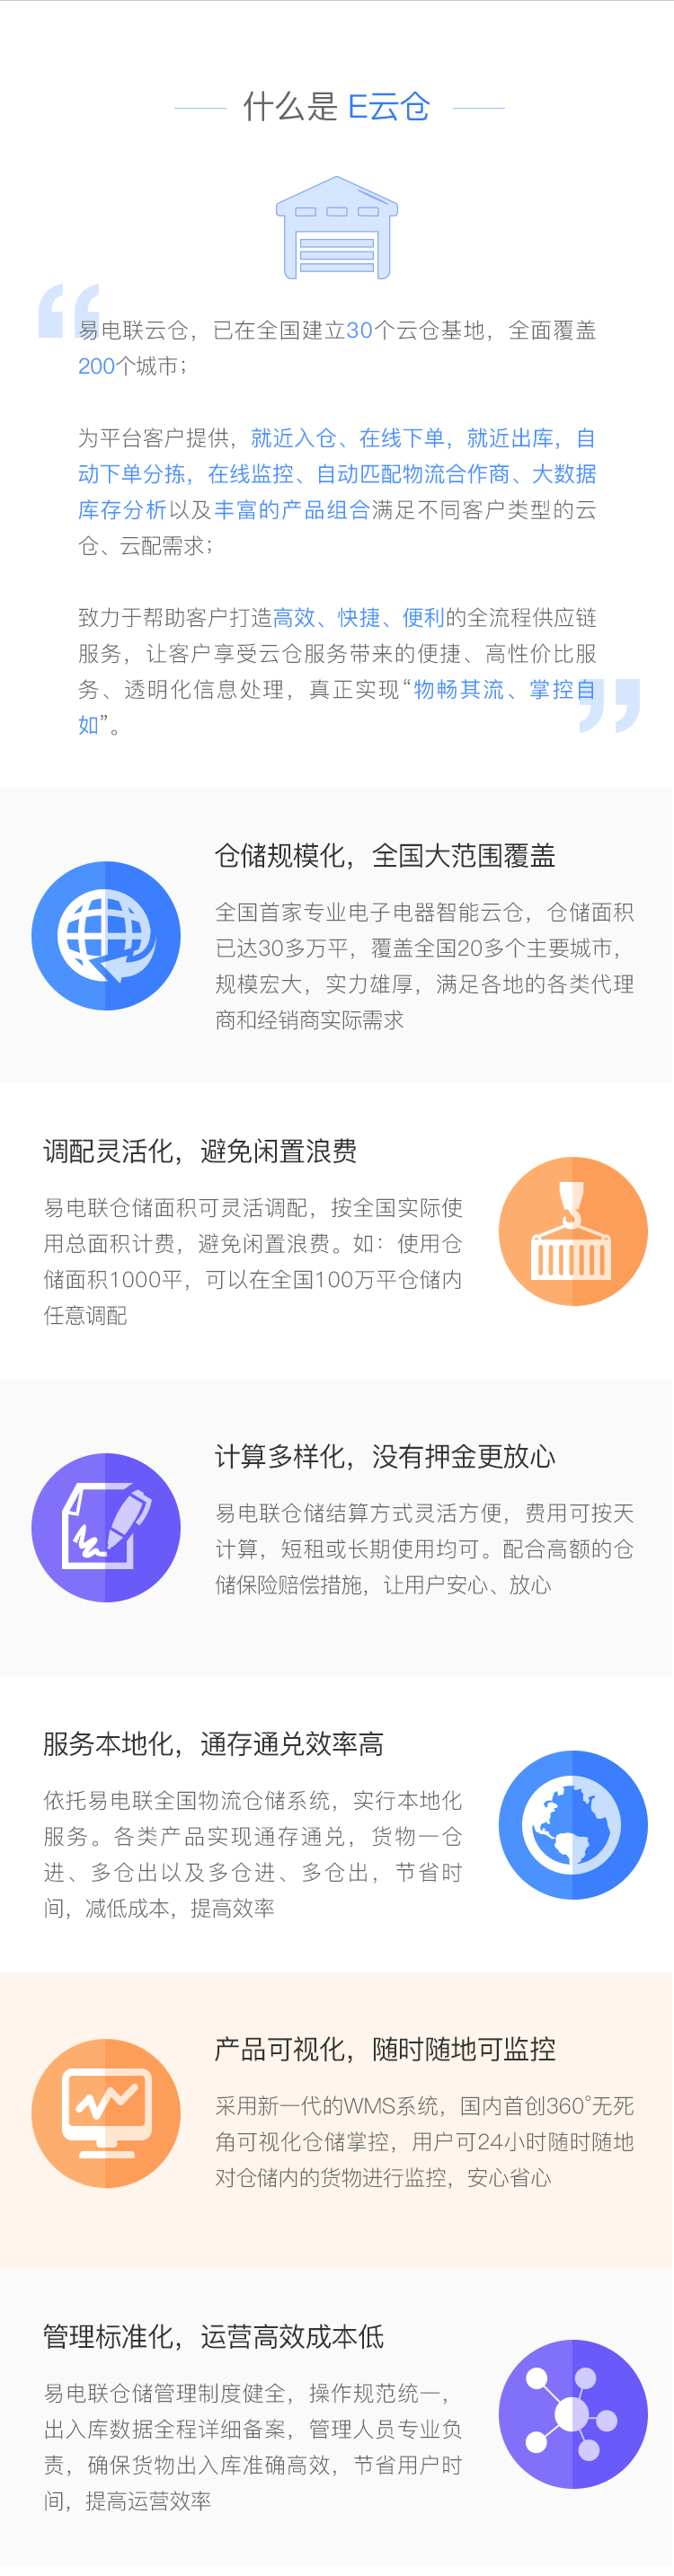 什么是 E云仓
易电联云仓，已在全国建立30个云仓基地，全面覆盖
200个城市；
为平台客户提供，就近入仓、在线下单，就近出库，自
动下单分拣，在线监控、自动匹配物流合作商、大数据
库存分析以及丰富的产品组合满足不同客户类型的云
仓、云配需求；
致力于帮助客户打造高效、快捷、便利的全流程供应链
服务，让客户享受云仓服务带来的便捷、高性价比服
务、透明化信息处理，真正实现“物畅其流、掌控自
如”。
仓储规模化，全国大范围覆盖
全国首家专业电子电器智能云仓，仓储面积
已达30多万平，覆盖全国20多个主要城市，
规模宏大，实力雄厚，满足各地的各类代理
商和经销商实际需求
调配灵活化，避免闲置浪费
易电联仓储面积可灵活调配，按全国实际使
用总面积计费，避免闲置浪费。如：使用仓
储面积1000平，可以在全国100万平仓储内
任意调配
计算多样化，没有押金更放心
易电联仓储结算方式灵活方便，费用可按天
计算，短租或长期使用均可。配合高额的仓
储保险赔偿措施，让用户安心、放心
服务本地化，通存通兑效率高
依托易电联全国物流仓储系统，实行本地化
服务。各类产品实现通存通兑，货物一仓
进、多仓出以及多仓进、多仓出，节省时
间，减低成本，提高效率
产品可视化，随时随地可监控
采用新一代的WMS系统，国内首创360°无死
角可视化仓储掌控，用户可24小时随时随地
对仓储内的货物进行监控，安心省心
管理标准化，运营高效成本低
易电联仓储管理制度健全，操作规范统一，
出入库数据全程详细备案，管理人员专业负
责，确保货物出入库准确高效，节省用户时
间，提高运营效率